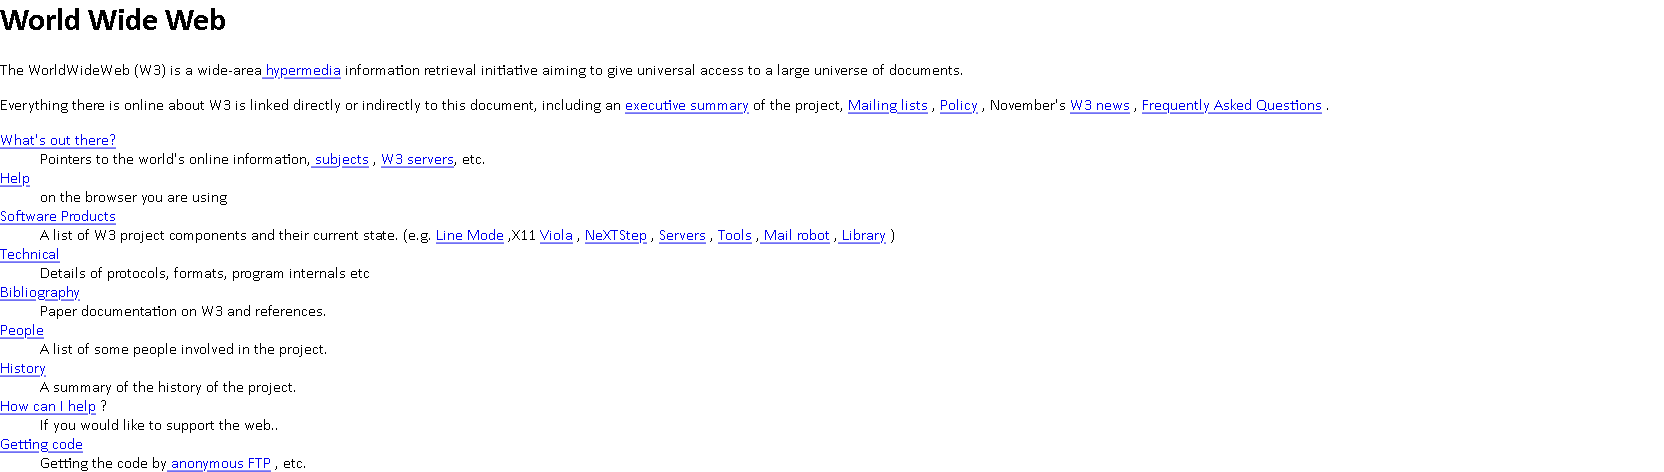 World Wide Web
The WorldWideWeb (W3) is a wide-area hypermedia information retrieval initiative aiming to give universal access to a large universe of documents.
Everything there is online about W3 is linked directly or indirectly to this document, including an executive summary of the project, Mailing lists , Policy , November's W3 news , Frequently Asked Questions .
What's out there?
Pointers to the world's online information, subjects , W3 servers, etc.
Help
on the browser you are using
Software Products
A list of W3 project components and their current state. (e.g. Line Mode ,X11 Viola , NeXTStep , Servers , Tools , Mail robot , Library )
Technical
Details of protocols, formats, program internals etc
Bibliography
Paper documentation on W3 and references.
People
A list of some people involved in the project.
History
A summary of the history of the project.
How can I help ?
If you would like to support the web..
Getting code
Getting the code by anonymous FTP , etc.